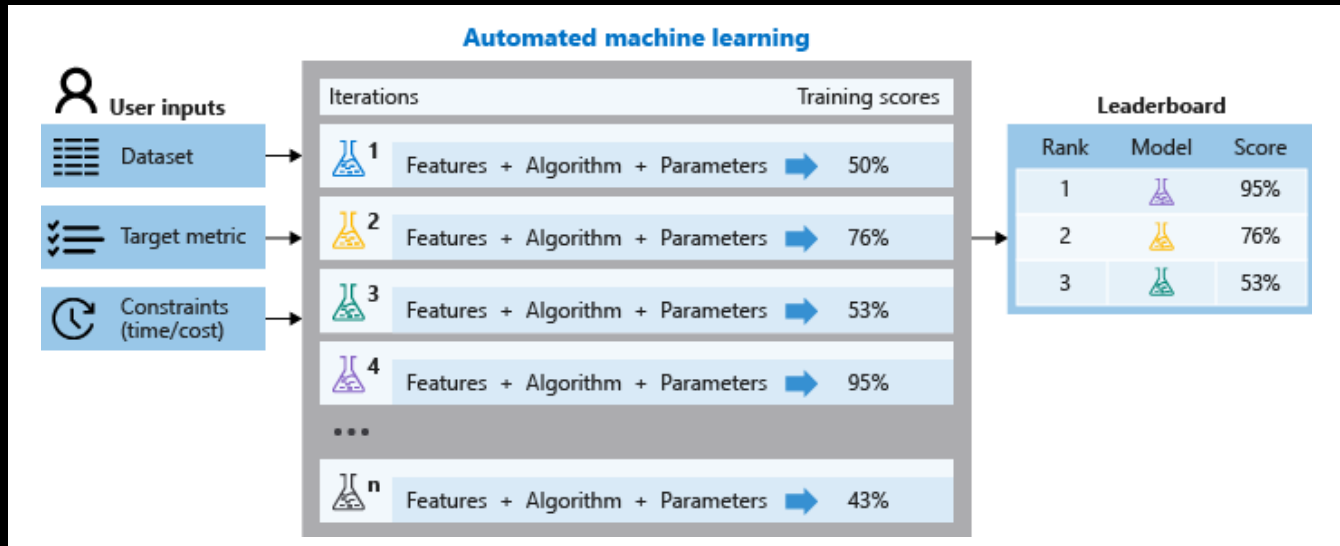 Automated machine learning
User inputs
Dataset
Target metric
Constraints
(time/cost)
Iterations Training scores
1 Features + Algorithm + Parameters 50%
2 Features + Algorithm + Parameters 76%
3 Features + Algorithm + Parameters 53%
4 Features + Algorithm + Parameters 95%
•••
n Features + Algorithm + Parameters 43%
Leaderboard
Rank Model Score
1 95%
2 76%
3 53%